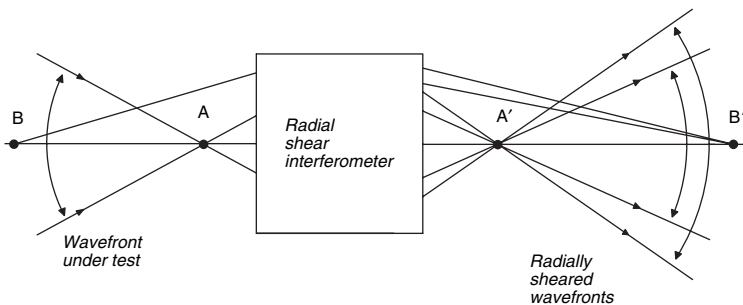 B
A
Radial
shear
interferometer
A′
B′
Wavefront
under test
Radially
sheared
wavefronts